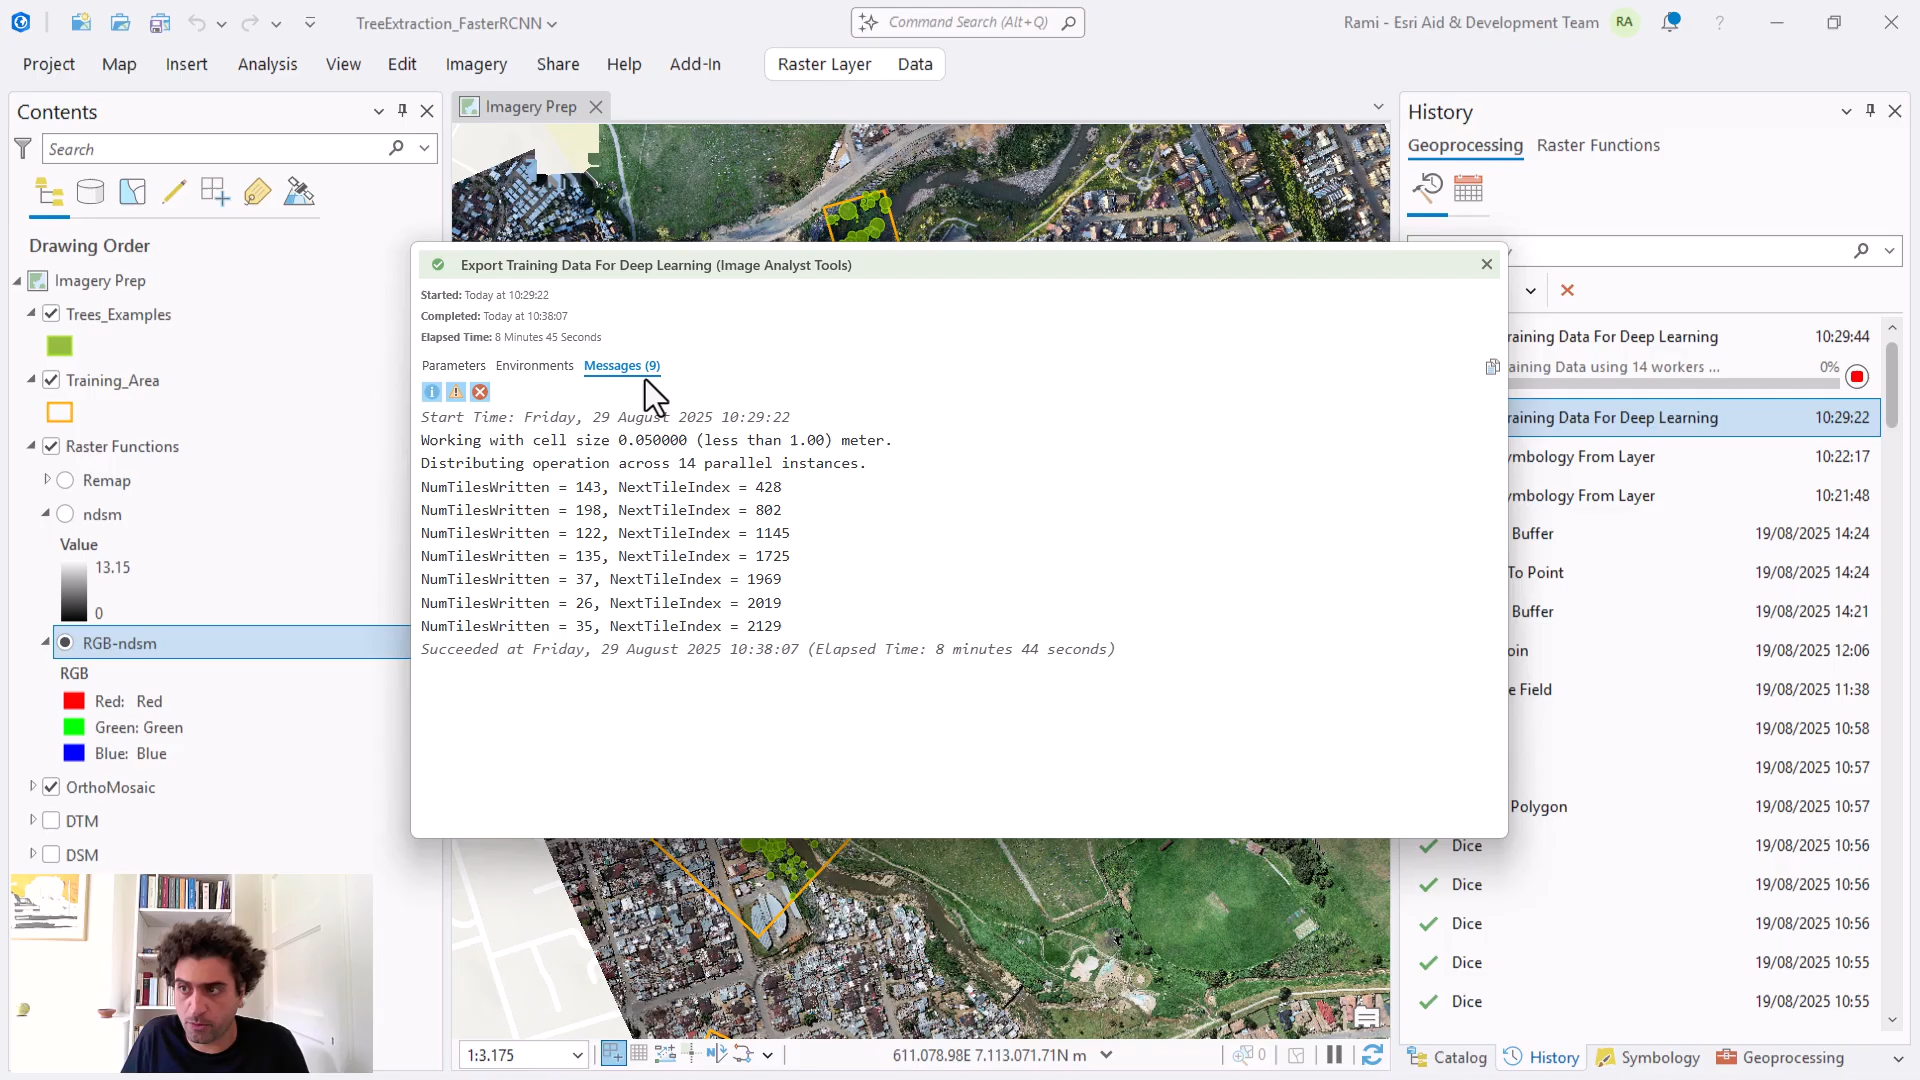 TreeExtraction_FasterRCNN
Command Search (Alt+Q)
Rami - Esri Aid & Development Team
RA
?
Project
Map
Insert
Analysis
View
Edit
Imagery
Share
Help
Add-In
Raster Layer
Data
Contents
Search
Drawing Order
Imagery Prep
Trees_Examples
Training_Area
Raster Functions
Remap
ndsm
Value
13.15
0
RGB-ndsm
RGB
Red: Red
Green: Green
Blue: Blue
OrthoMosaic
DTM
DSM
Imagery Prep
Export Training Data For Deep Learning (Image Analyst Tools)
Started: Today at 10:29:22
Completed: Today at 10:38:07
Elapsed Time: 8 Minutes 45 Seconds
Parameters
Environments
Messages (9)
Start Time: Friday, 29 August 2025 10:29:22
Working with cell size 0.050000 (less than 1.00) meter.
Distributing operation across 14 parallel instances.
NumTilesWritten = 143, NextTileIndex = 428
NumTilesWritten = 198, NextTileIndex = 802
NumTilesWritten = 122, NextTileIndex = 1145
NumTilesWritten = 135, NextTileIndex = 1725
NumTilesWritten = 37, NextTileIndex = 1969
NumTilesWritten = 26, NextTileIndex = 2019
NumTilesWritten = 35, NextTileIndex = 2129
Succeeded at Friday, 29 August 2025 10:38:07 (Elapsed Time: 8 minutes 44 seconds)
1:3.175
611.078.98E 7.113.071.71N m
0
History
Geoprocessing
Raster Functions
raining Data For Deep Learning 10:29:44
aining Data using 14 workers ... 0%
raining Data For Deep Learning 10:29:22
ymbology From Layer 10:22:17
ymbology From Layer 10:21:48
Buffer 19/08/2025 14:24
To Point 19/08/2025 14:24
Buffer 19/08/2025 14:21
oin 19/08/2025 12:06
e Field 19/08/2025 11:38
19/08/2025 10:58
19/08/2025 10:57
Polygon 19/08/2025 10:57
Dice 19/08/2025 10:56
Dice 19/08/2025 10:56
Dice 19/08/2025 10:56
Dice 19/08/2025 10:55
Dice 19/08/2025 10:55
Catalog
History
Symbology
Geoprocessing